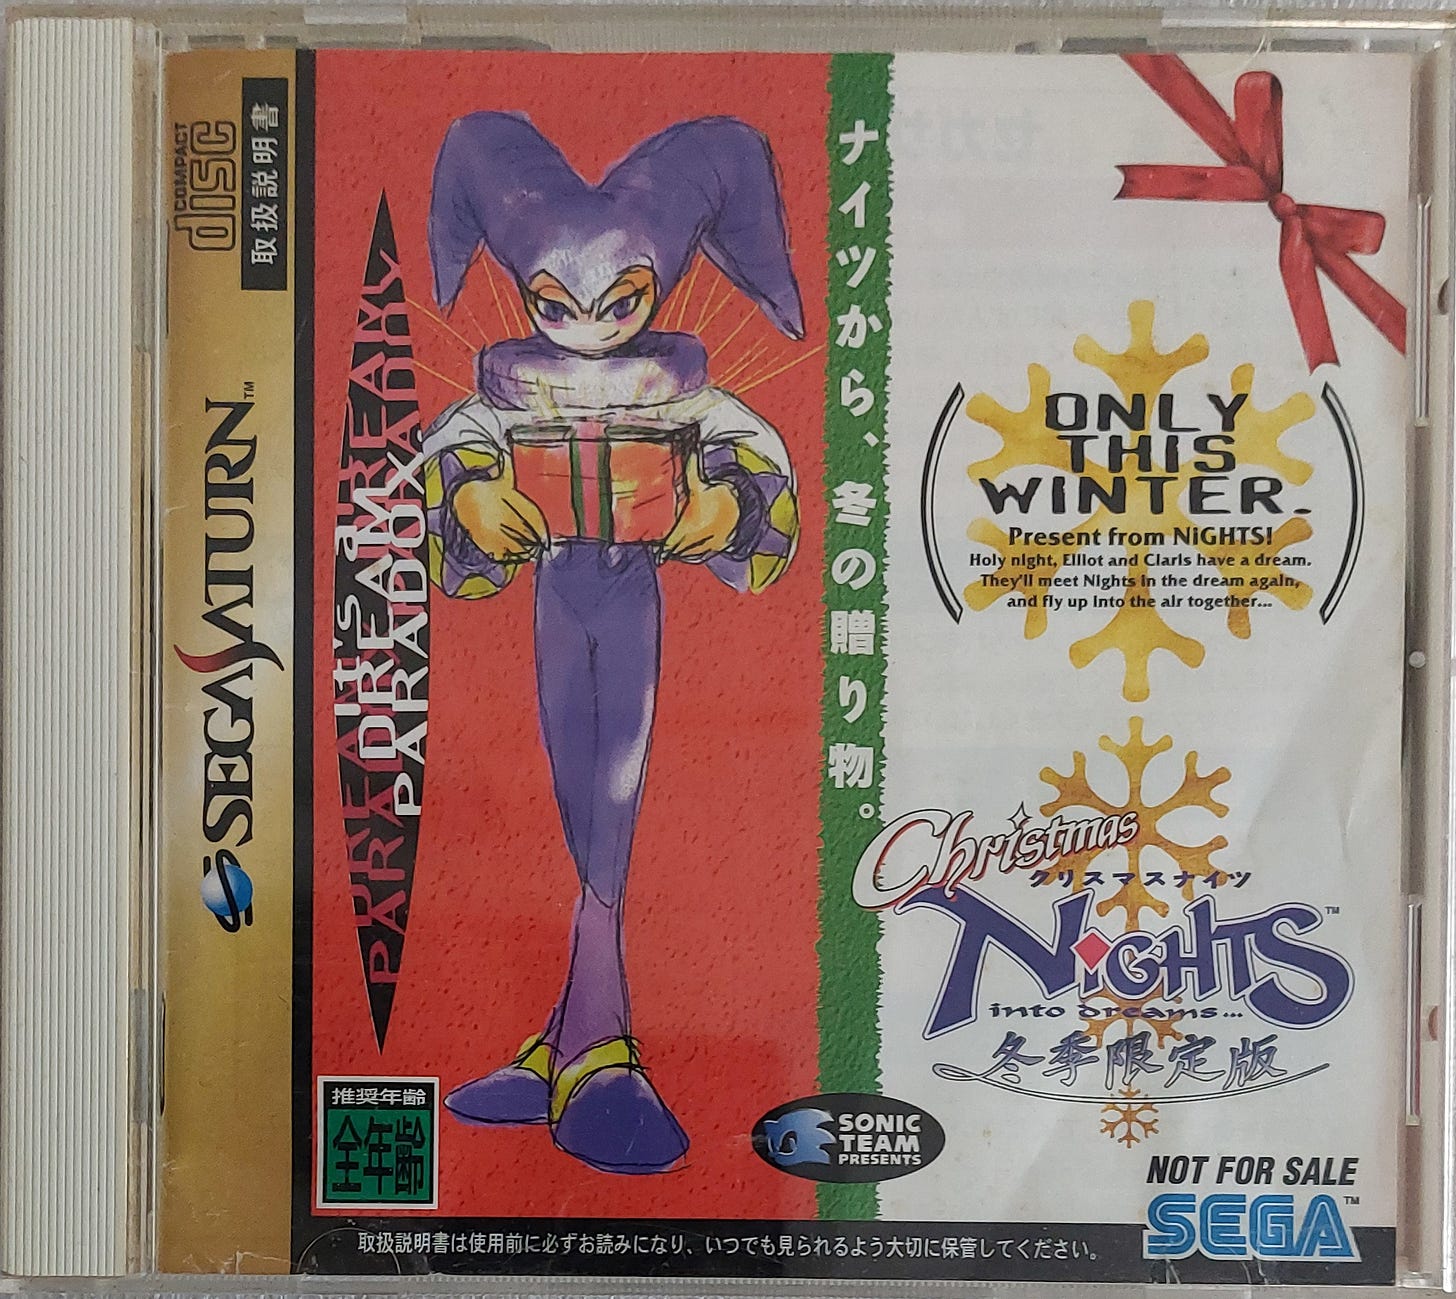 COMPACT
disc
取扱説明書
SEGA SATURN™
it's a DREAMY
DREAMX
PARADOX
ナイツから、冬の贈り物。
ONLY
THIS
WINTER.
Present from NiGHTS!
Holy night, Elliot and Claris have a dream.
They'll meet Nights in the dream again,
and fly up into the air together...
Christmas
クリスマスナイツ
NiGHTS™
into dreams...
冬季限定版
SONIC
TEAM
PRESENTS
推奨年齢
全年齢
NOT FOR SALE
SEGA™
取扱説明書は使用前に必ずお読みになり、いつでも見られるよう大切に保管してください。